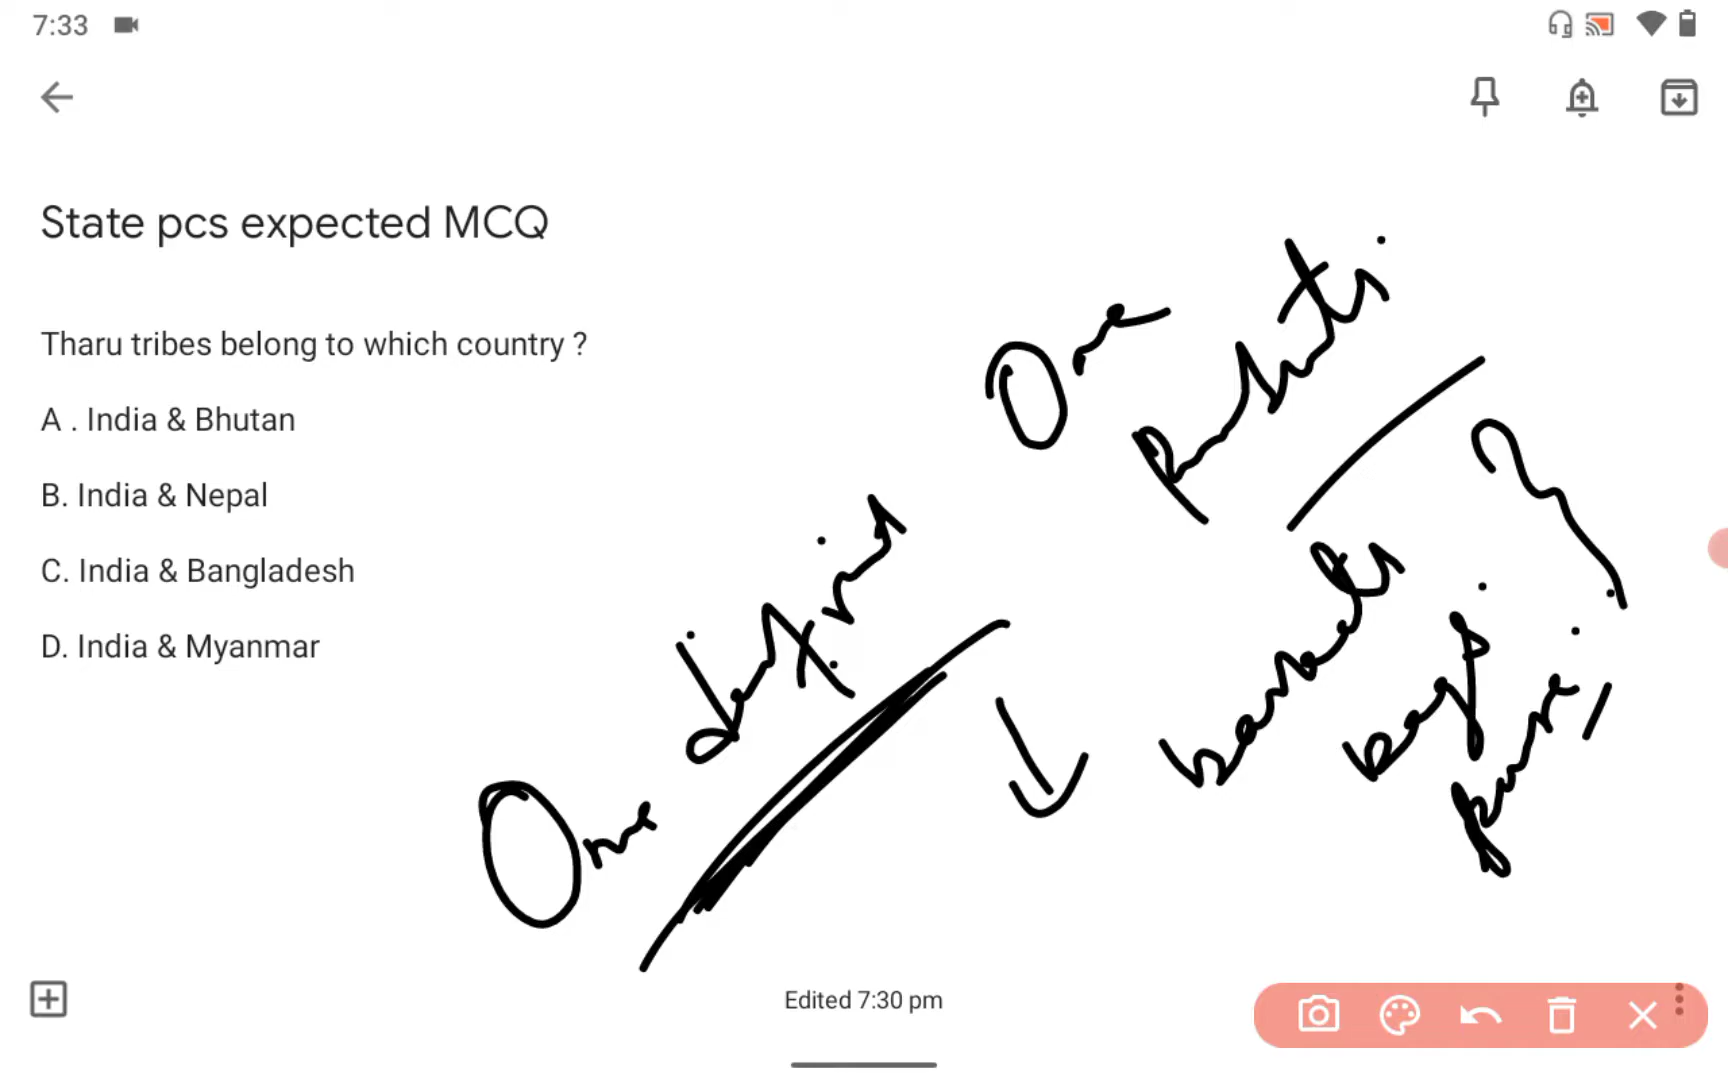 7:33
State pcs expected MCQ
Tharu tribes belong to which country ?
A . India & Bhutan
B. India & Nepal
C. India & Bangladesh
D. India & Myanmar
One
One
Edited 7:30 pm